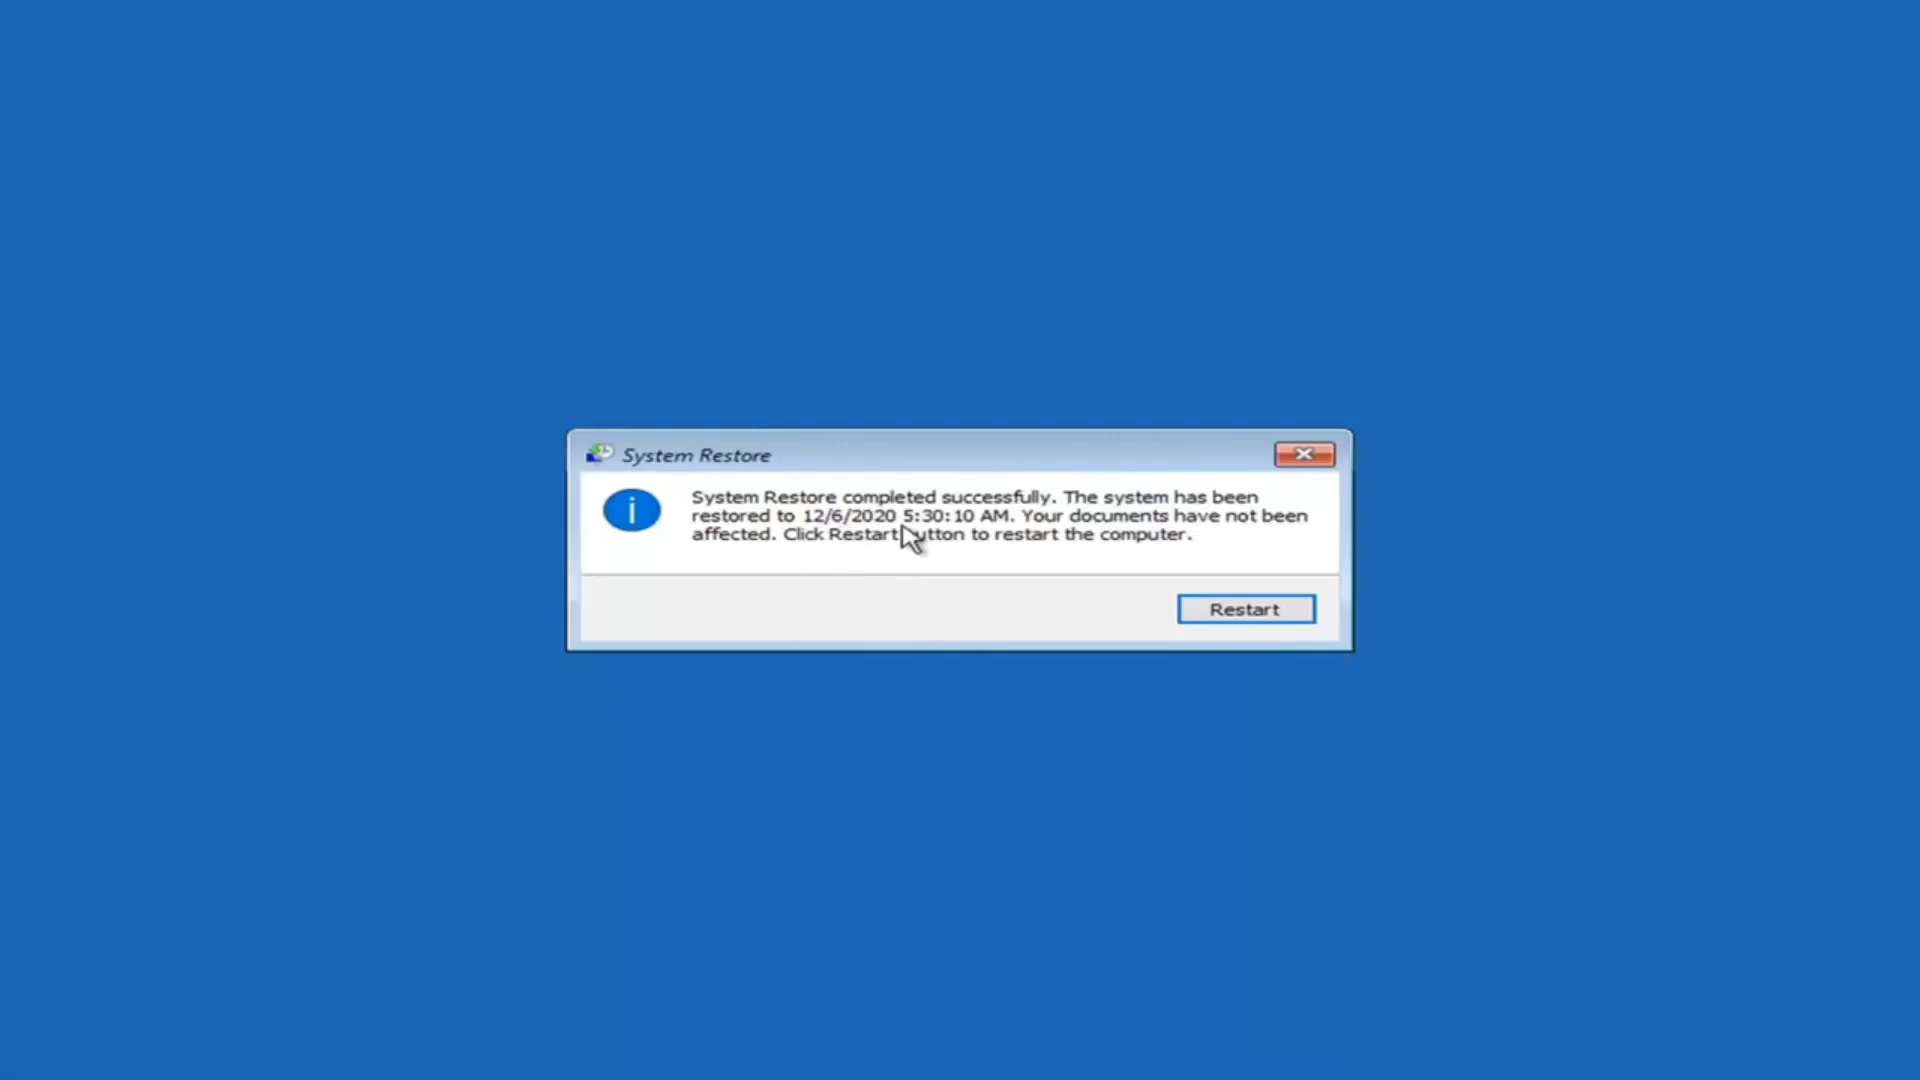 System Restore
System Restore completed successfully. The system has been
restored to 12/6/2020 5:30:10 AM. Your documents have not been
affected. Click Restart to restart the computer.
Restart